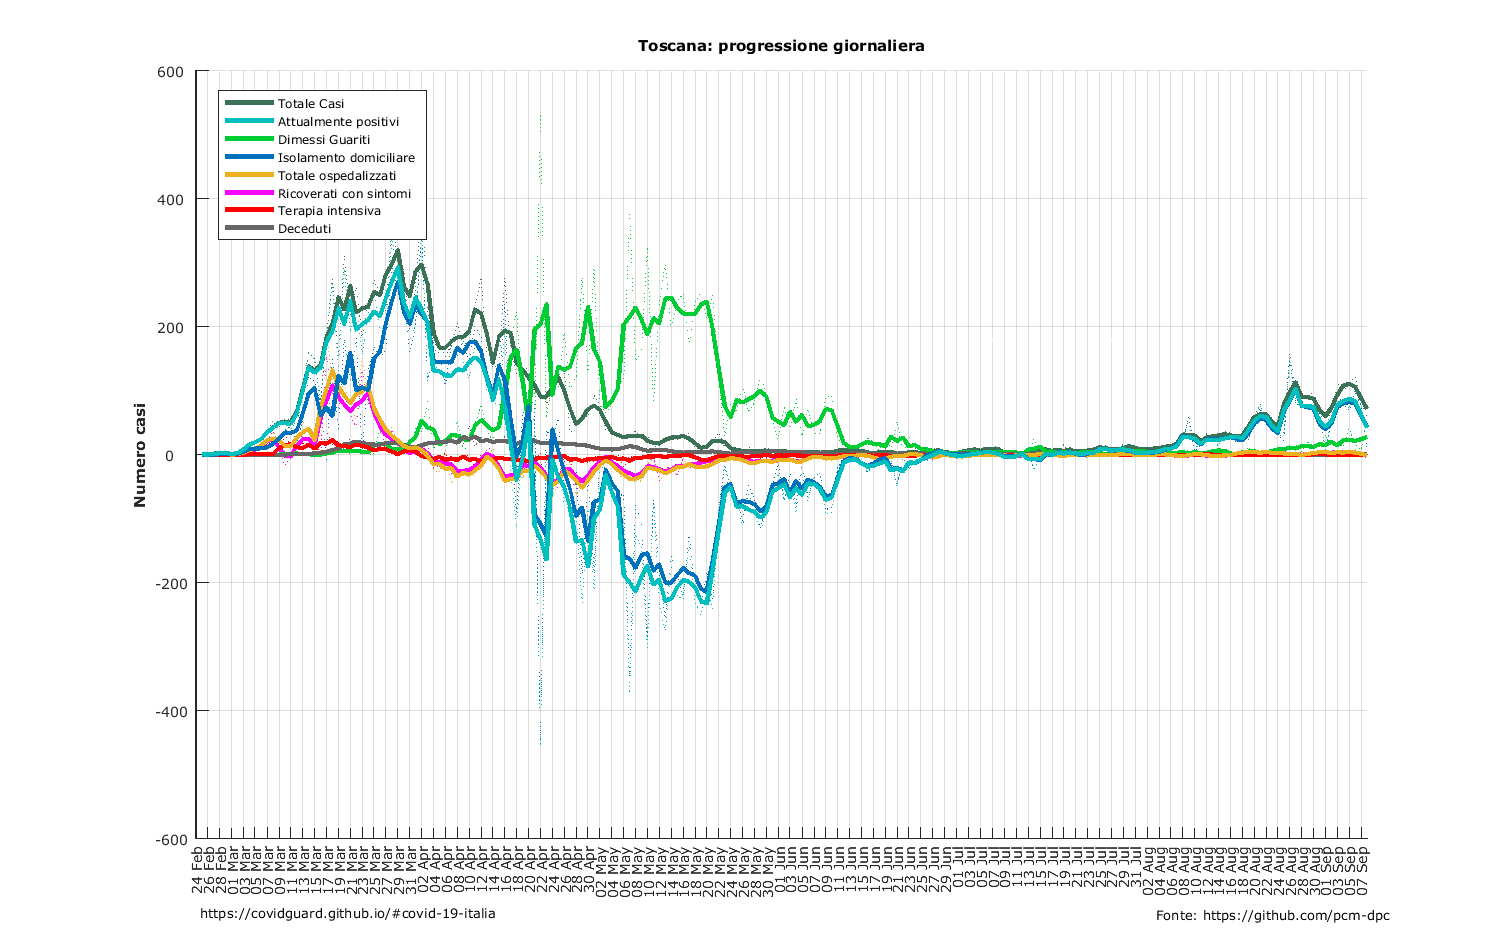 Toscana: progressione giornaliera
600
400
200
0
-200
-400
-600
Numero casi
Totale Casi
Attualmente positivi
Dimessi Guariti
Isolamento domiciliare
Totale ospedalizzati
Ricoverati con sintomi
Terapia intensiva
Deceduti
24 Feb
26 Feb
28 Feb
01 Mar
03 Mar
05 Mar
07 Mar
09 Mar
11 Mar
13 Mar
15 Mar
17 Mar
19 Mar
21 Mar
23 Mar
25 Mar
27 Mar
29 Mar
31 Mar
02 Apr
04 Apr
06 Apr
08 Apr
10 Apr
12 Apr
14 Apr
16 Apr
18 Apr
20 Apr
22 Apr
24 Apr
26 Apr
28 Apr
30 Apr
02 May
04 May
06 May
08 May
10 May
12 May
14 May
16 May
18 May
20 May
22 May
24 May
26 May
28 May
30 May
01 Jun
03 Jun
05 Jun
07 Jun
09 Jun
11 Jun
13 Jun
15 Jun
17 Jun
19 Jun
21 Jun
23 Jun
25 Jun
27 Jun
29 Jun
01 Jul
03 Jul
05 Jul
07 Jul
09 Jul
11 Jul
13 Jul
15 Jul
17 Jul
19 Jul
21 Jul
23 Jul
25 Jul
27 Jul
29 Jul
31 Jul
02 Aug
04 Aug
06 Aug
08 Aug
10 Aug
12 Aug
14 Aug
16 Aug
18 Aug
20 Aug
22 Aug
24 Aug
26 Aug
28 Aug
30 Aug
01 Sep
03 Sep
05 Sep
07 Sep
https://covidguard.github.io/#covid-19-italia
Fonte: https://github.com/pcm-dpc